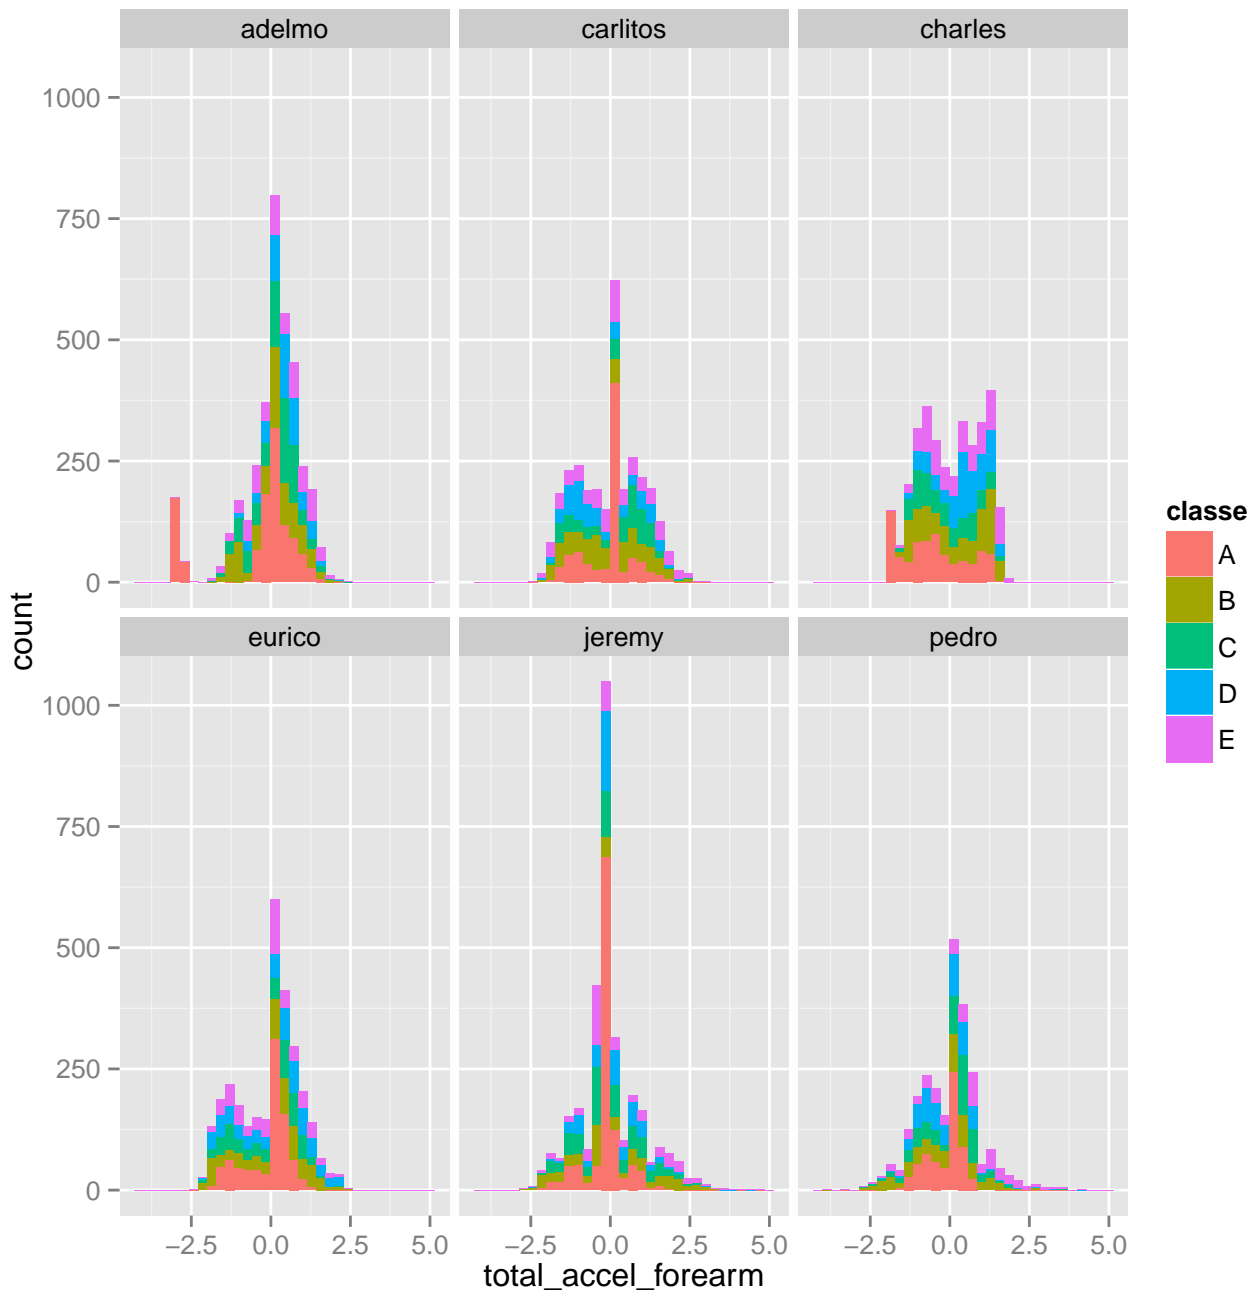 adelmo carlitos charles
1000
750
500
250
0
eurico jeremy pedro
1000
750
500
250
0
−2.5 0.0 2.5 5.0 −2.5 0.0 2.5 5.0 −2.5 0.0 2.5 5.0
total_accel_forearm
count
classe
A
B
C
D
E